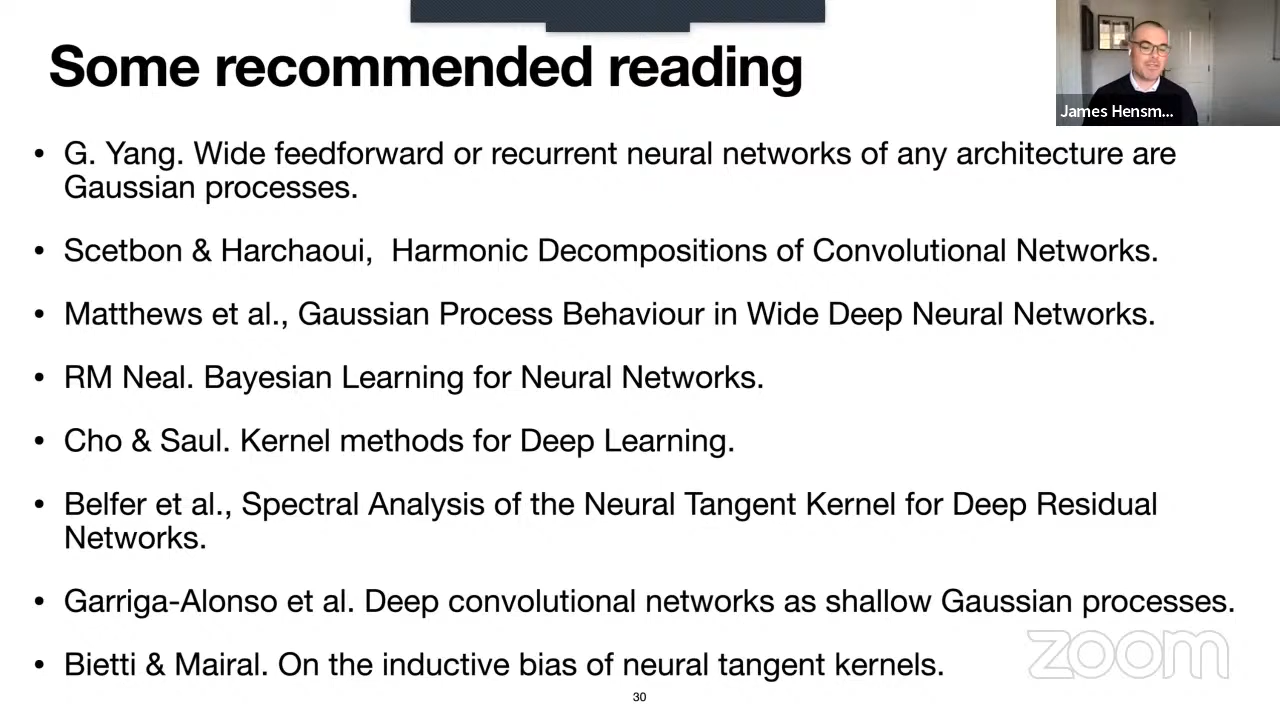 Some recommended reading
James Hensm...
• G. Yang. Wide feedforward or recurrent neural networks of any architecture are
Gaussian processes.
• Scetbon & Harchaoui,  Harmonic Decompositions of Convolutional Networks.
• Matthews et al., Gaussian Process Behaviour in Wide Deep Neural Networks.
• RM Neal. Bayesian Learning for Neural Networks.
• Cho & Saul. Kernel methods for Deep Learning.
• Belfer et al., Spectral Analysis of the Neural Tangent Kernel for Deep Residual
Networks.
• Garriga-Alonso et al. Deep convolutional networks as shallow Gaussian processes.
• Bietti & Mairal. On the inductive bias of neural tangent kernels.
zoom
30